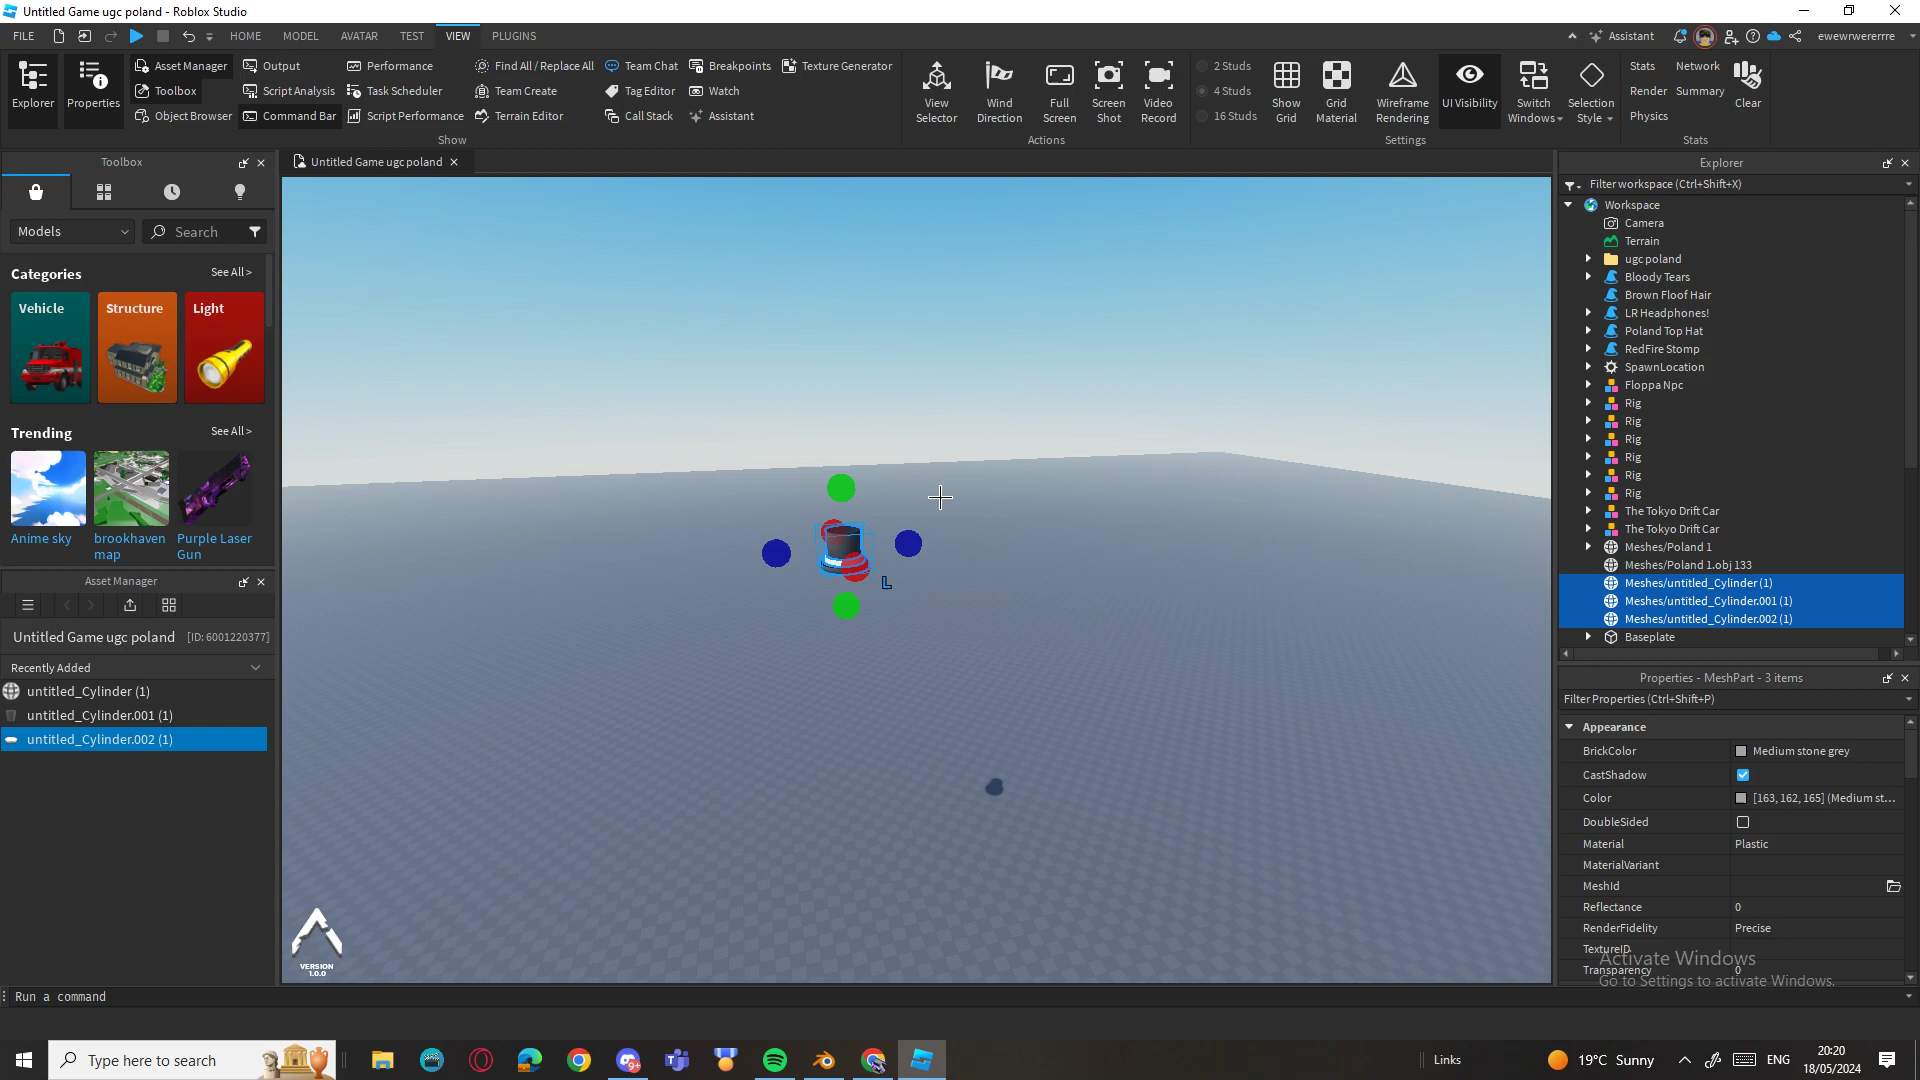 Untitled Game ugc poland - Roblox Studio
FILE HOME MODEL AVATAR TEST VIEW PLUGINS Assistant ewewrwererrre
Explorer
Properties
Asset Manager
Toolbox
Object Browser
Output
Script Analysis
Command Bar
Performance
Task Scheduler
Script Performance
Find All / Replace All
Team Create
Terrain Editor
Team Chat
Tag Editor
Call Stack
Breakpoints
Watch
Assistant
Texture Generator
Show
View
Selector
Wind
Direction
Full
Screen
Screen
Shot
Video
Record
Actions
2 Studs
4 Studs
16 Studs
Show
Grid
Grid
Material
Wireframe
Rendering
UI Visibility
Switch
Windows
Selection
Style
Settings
Stats
Render
Physics
Network
Summary
Clear
Stats
Toolbox
Models
Search
Categories
See All >
Vehicle
Structure
Light
Trending
See All >
Anime sky
brookhaven
map
Purple Laser
Gun
Asset Manager
Untitled Game ugc poland [ID: 6001220377]
Recently Added
untitled_Cylinder (1)
untitled_Cylinder.001 (1)
untitled_Cylinder.002 (1)
Untitled Game ugc poland
L
VERSION
1.0.0
Explorer
Filter workspace (Ctrl+Shift+X)
Workspace
Camera
Terrain
ugc poland
Bloody Tears
Brown Floof Hair
LR Headphones!
Poland Top Hat
RedFire Stomp
SpawnLocation
Floppa Npc
Rig
Rig
Rig
Rig
Rig
Rig
The Tokyo Drift Car
The Tokyo Drift Car
Meshes/Poland 1
Meshes/Poland 1.obj 133
Meshes/untitled_Cylinder (1)
Meshes/untitled_Cylinder.001 (1)
Meshes/untitled_Cylinder.002 (1)
Baseplate
Properties - MeshPart - 3 items
Filter Properties (Ctrl+Shift+P)
Appearance
BrickColor Medium stone grey
CastShadow
Color [163, 162, 165] (Medium st...
DoubleSided
Material Plastic
MaterialVariant
MeshId
Reflectance 0
RenderFidelity Precise
TextureID
Transparency 0
Activate Windows
Go to Settings to activate Windows.
Run a command
Type here to search
9+
Links
19°C Sunny
ENG
20:20
18/05/2024